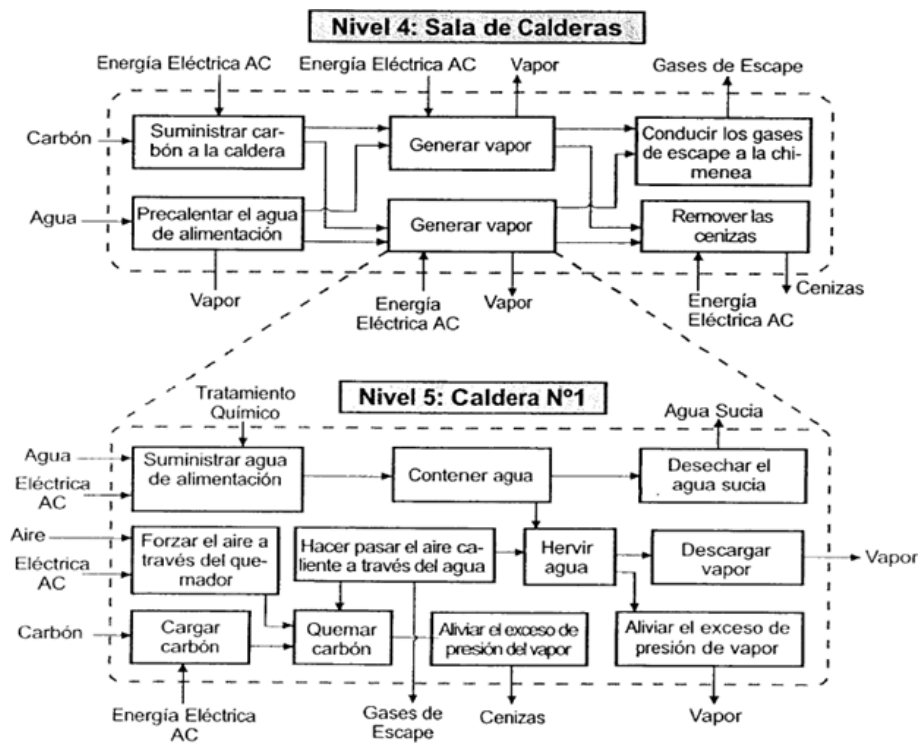 Nivel 4: Sala de Calderas
Energía Eléctrica AC
Energía Eléctrica AC
Vapor
Gases de Escape
Carbón
Suministrar car-
bón a la caldera
Generar vapor
Conducir los gases
de escape a la chi-
menea
Agua
Precalentar el agua
de alimentación
Generar vapor
Remover las
cenizas
Vapor
Energía
Eléctrica AC
Vapor
Energía
Eléctrica AC
Cenizas
Nivel 5: Caldera Nº1
Tratamiento
Químico
Agua Sucia
Agua
Eléctrica
AC
Suministrar agua
de alimentación
Contener agua
Desechar el
agua sucia
Aire
Eléctrica
AC
Forzar el aire a
través del que-
mador
Hacer pasar el aire ca-
liente a través del agua
Hervir
agua
Descargar
vapor
Vapor
Carbón
Cargar
carbón
Quemar
carbón
Aliviar el exceso de
presión del vapor
Aliviar el exceso de
presión de vapor
Energía Eléctrica
AC
Gases de
Escape
Cenizas
Vapor